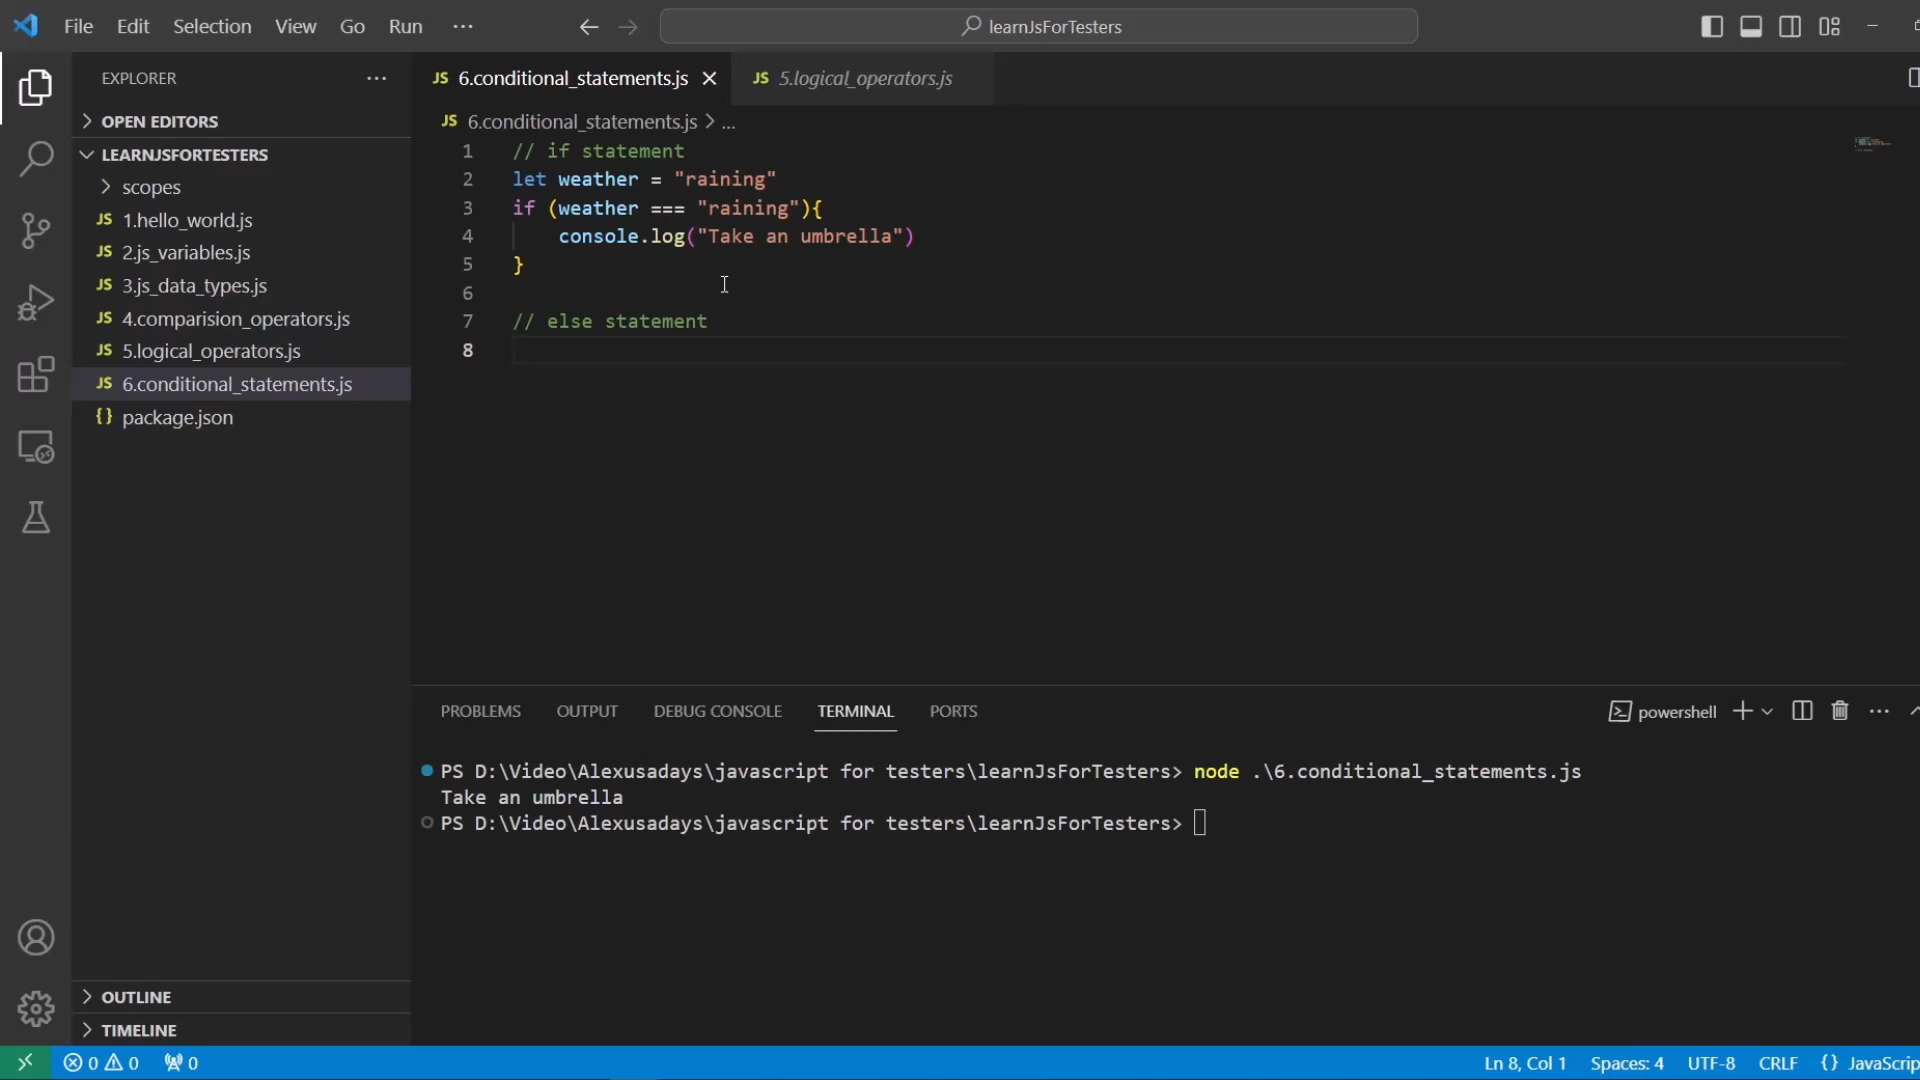 File Edit Selection View Go Run ···
learnJsForTesters
EXPLORER ···
OPEN EDITORS
LEARNJSFORTESTERS
scopes
JS 1.hello_world.js
JS 2.js_variables.js
JS 3.js_data_types.js
JS 4.comparision_operators.js
JS 5.logical_operators.js
JS 6.conditional_statements.js
{} package.json
OUTLINE
TIMELINE
JS 6.conditional_statements.js JS 5.logical_operators.js
JS 6.conditional_statements.js > ...
1 // if statement
2 let weather = "raining"
3 if (weather === "raining"){
4 console.log("Take an umbrella")
5 }
6
7 // else statement
8
PROBLEMS OUTPUT DEBUG CONSOLE TERMINAL PORTS powershell
PS D:\Video\Alexusadays\javascript for testers\learnJsForTesters> node .\6.conditional_statements.js
Take an umbrella
PS D:\Video\Alexusadays\javascript for testers\learnJsForTesters>
0 0 0 Ln 8, Col 1 Spaces: 4 UTF-8 CRLF {} JavaScrip